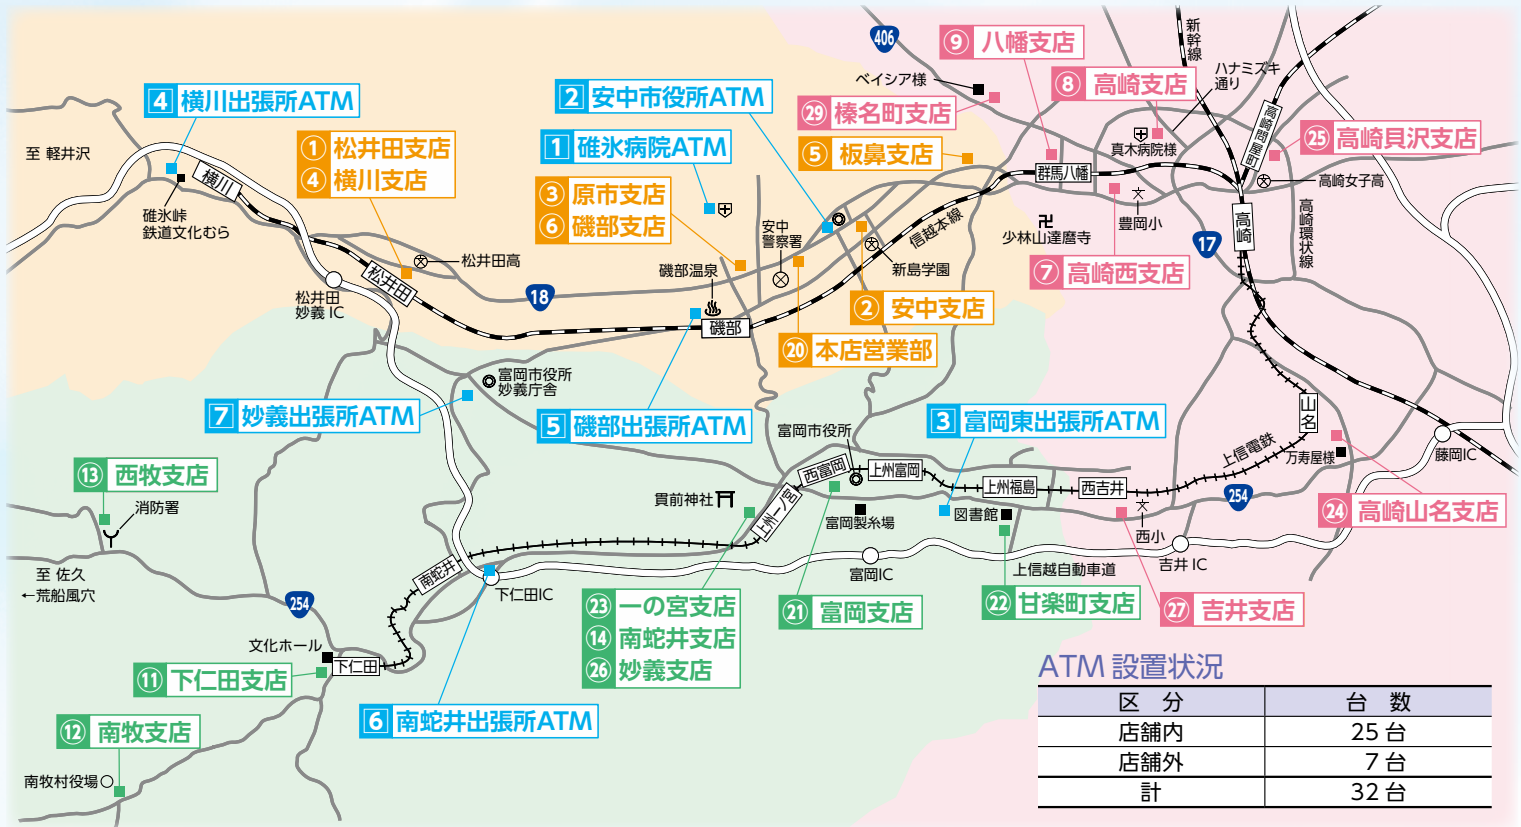 406
⑨ 八幡支店
新幹線
ベイシア様
⑧ 高崎支店
ハナミズキ
通り
4 横川出張所ATM
2 安中市役所ATM
㉙ 榛名町支店
高崎問屋町
㉕ 高崎貝沢支店
至 軽井沢
① 松井田支店
④ 横川支店
1 碓氷病院ATM
⑤ 板鼻支店
真木病院様
横川
群馬八幡
高崎女子高
③ 原市支店
⑥ 磯部支店
碓氷峠
鉄道文化むら
安中
警察署
信越本線
豊岡小
少林山達磨寺
高崎
17
高崎環状線
松井田高
松井田
磯部温泉
新島学園
⑦ 高崎西支店
松井田
妙義 IC
18
② 安中支店
磯部
⑳ 本店営業部
富岡市役所
妙義庁舎
7 妙義出張所ATM
5 磯部出張所ATM
3 富岡東出張所ATM
山名
富岡市役所
万寿屋様
藤岡IC
⑬ 西牧支店
西富岡
上州富岡
上州福島
西吉井
上信電鉄
254
消防署
貫前神社
上州一ノ宮
富岡製糸場
図書館
西小
㉔ 高崎山名支店
至 佐久
←荒船風穴
南蛇井
下仁田IC
富岡IC
上信越自動車道
吉井 IC
254
㉓ 一の宮支店
⑭ 南蛇井支店
㉖ 妙義支店
㉑ 富岡支店
㉒ 甘楽町支店
㉗ 吉井支店
文化ホール
下仁田
⑪ 下仁田支店
6 南蛇井出張所ATM
⑫ 南牧支店
南牧村役場
ATM 設置状況
区 分 台 数
店舗内 25 台
店舗外 7 台
計 32 台